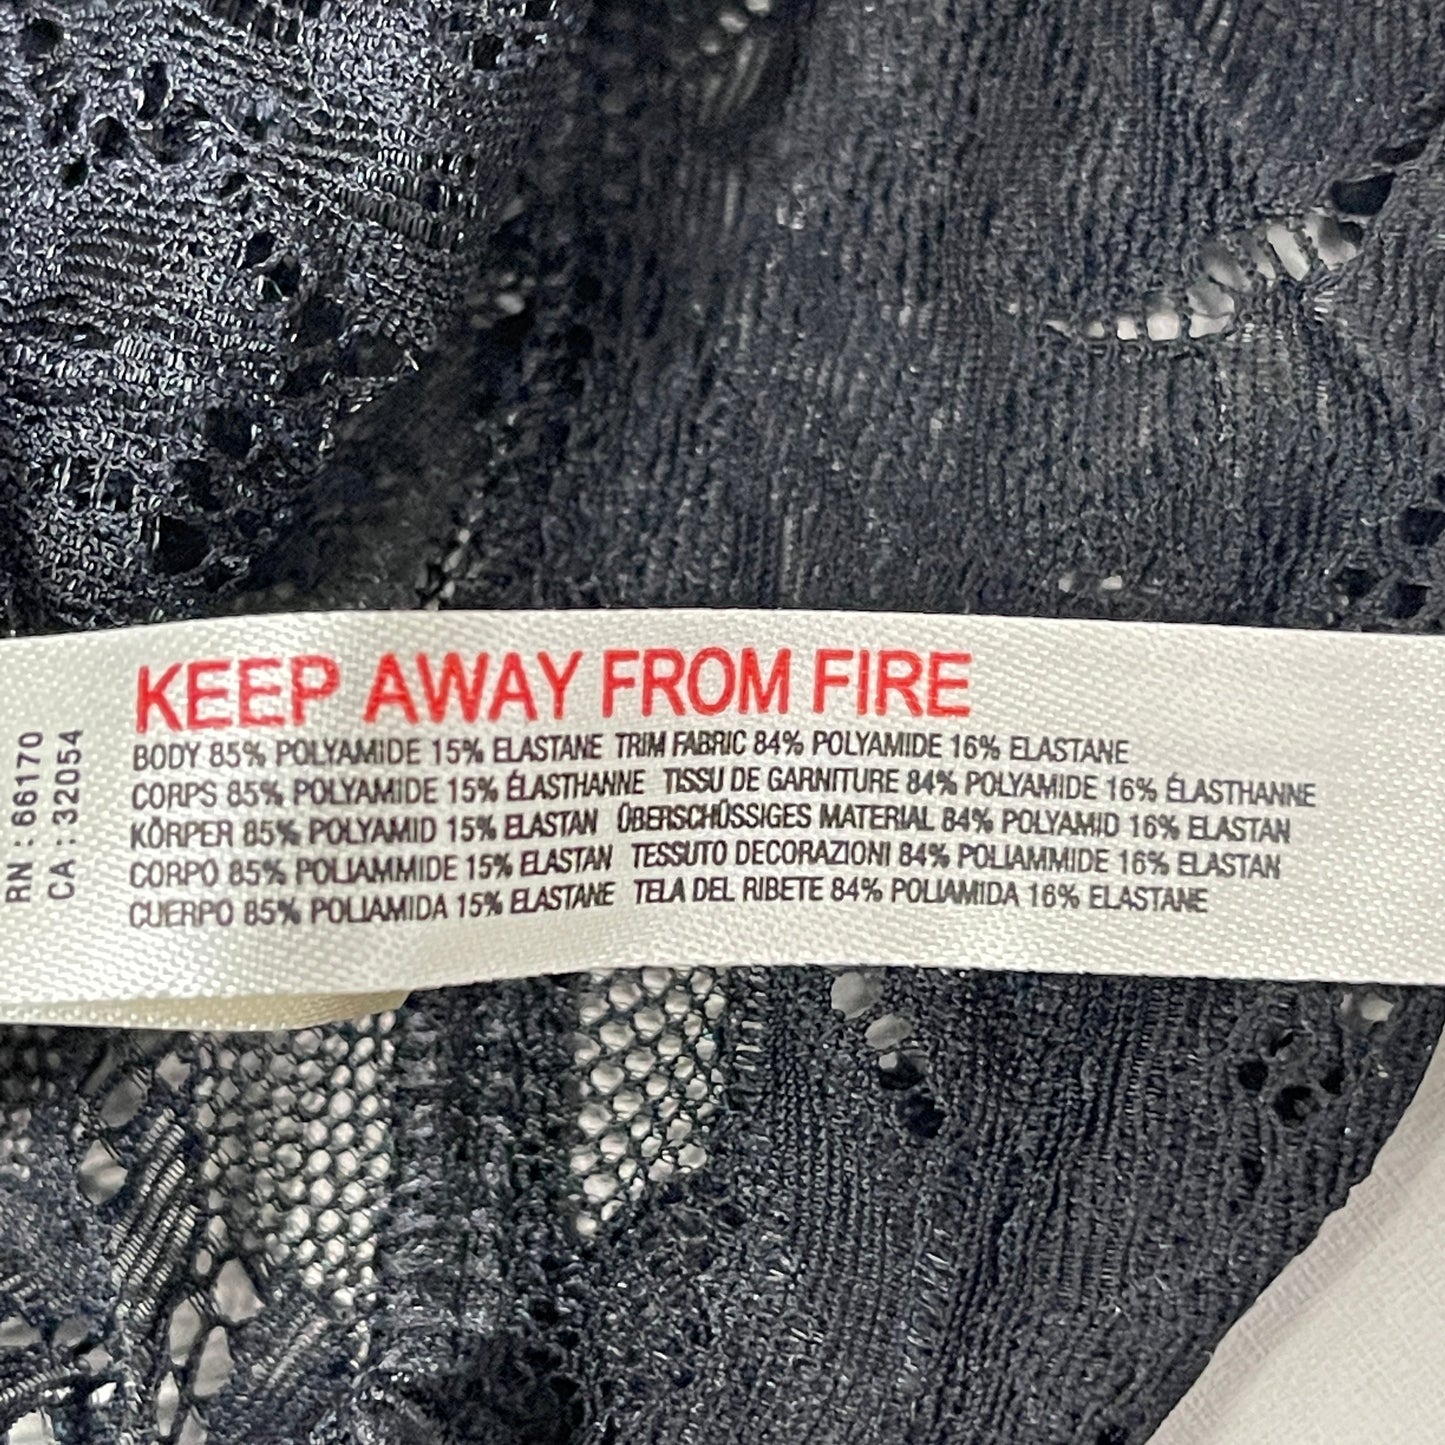 KEEP AWAY FROM FIRE
BODY 85% POLYAMIDE 15% ELASTANE TRIM FABRIC 84% POLYAMIDE 16% ELASTANE
CORPS 85% POLYAMIDE 15% ÉLASTHANNE TISSU DE GARNITURE 84% POLYAMIDE 16% ÉLASTHANNE
KÖRPER 85% POLYAMID 15% ELASTAN ÜBERSCHÜSSIGES MATERIAL 84% POLYAMID 16% ELASTAN
CORPO 85% POLIAMMIDE 15% ELASTAN TESSUTO DECORAZIONI 84% POLIAMMIDE 16% ELASTAN
CUERPO 85% POLIAMIDA 15% ELASTANE TELA DEL RIBETE 84% POLIAMIDA 16% ELASTANE
RN : 66170
CA : 32054